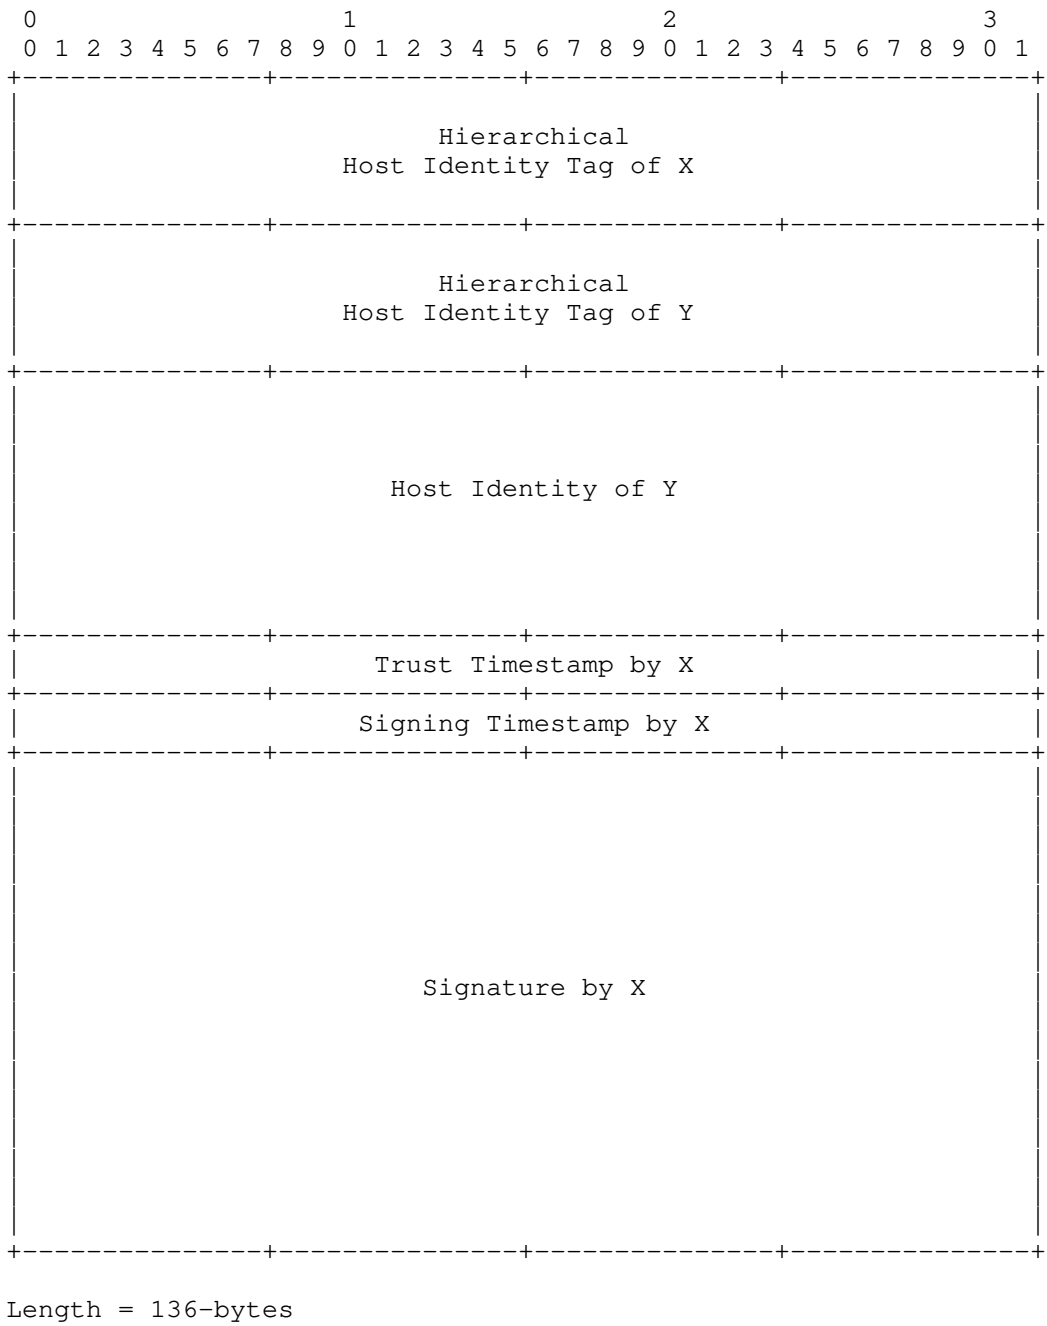 0 1 2 3
0 1 2 3 4 5 6 7 8 9 0 1 2 3 4 5 6 7 8 9 0 1 2 3 4 5 6 7 8 9 0 1
Hierarchical
Host Identity Tag of X
Hierarchical
Host Identity Tag of Y
Host Identity of Y
Trust Timestamp by X
Signing Timestamp by X
Signature by X
Length = 136-bytes